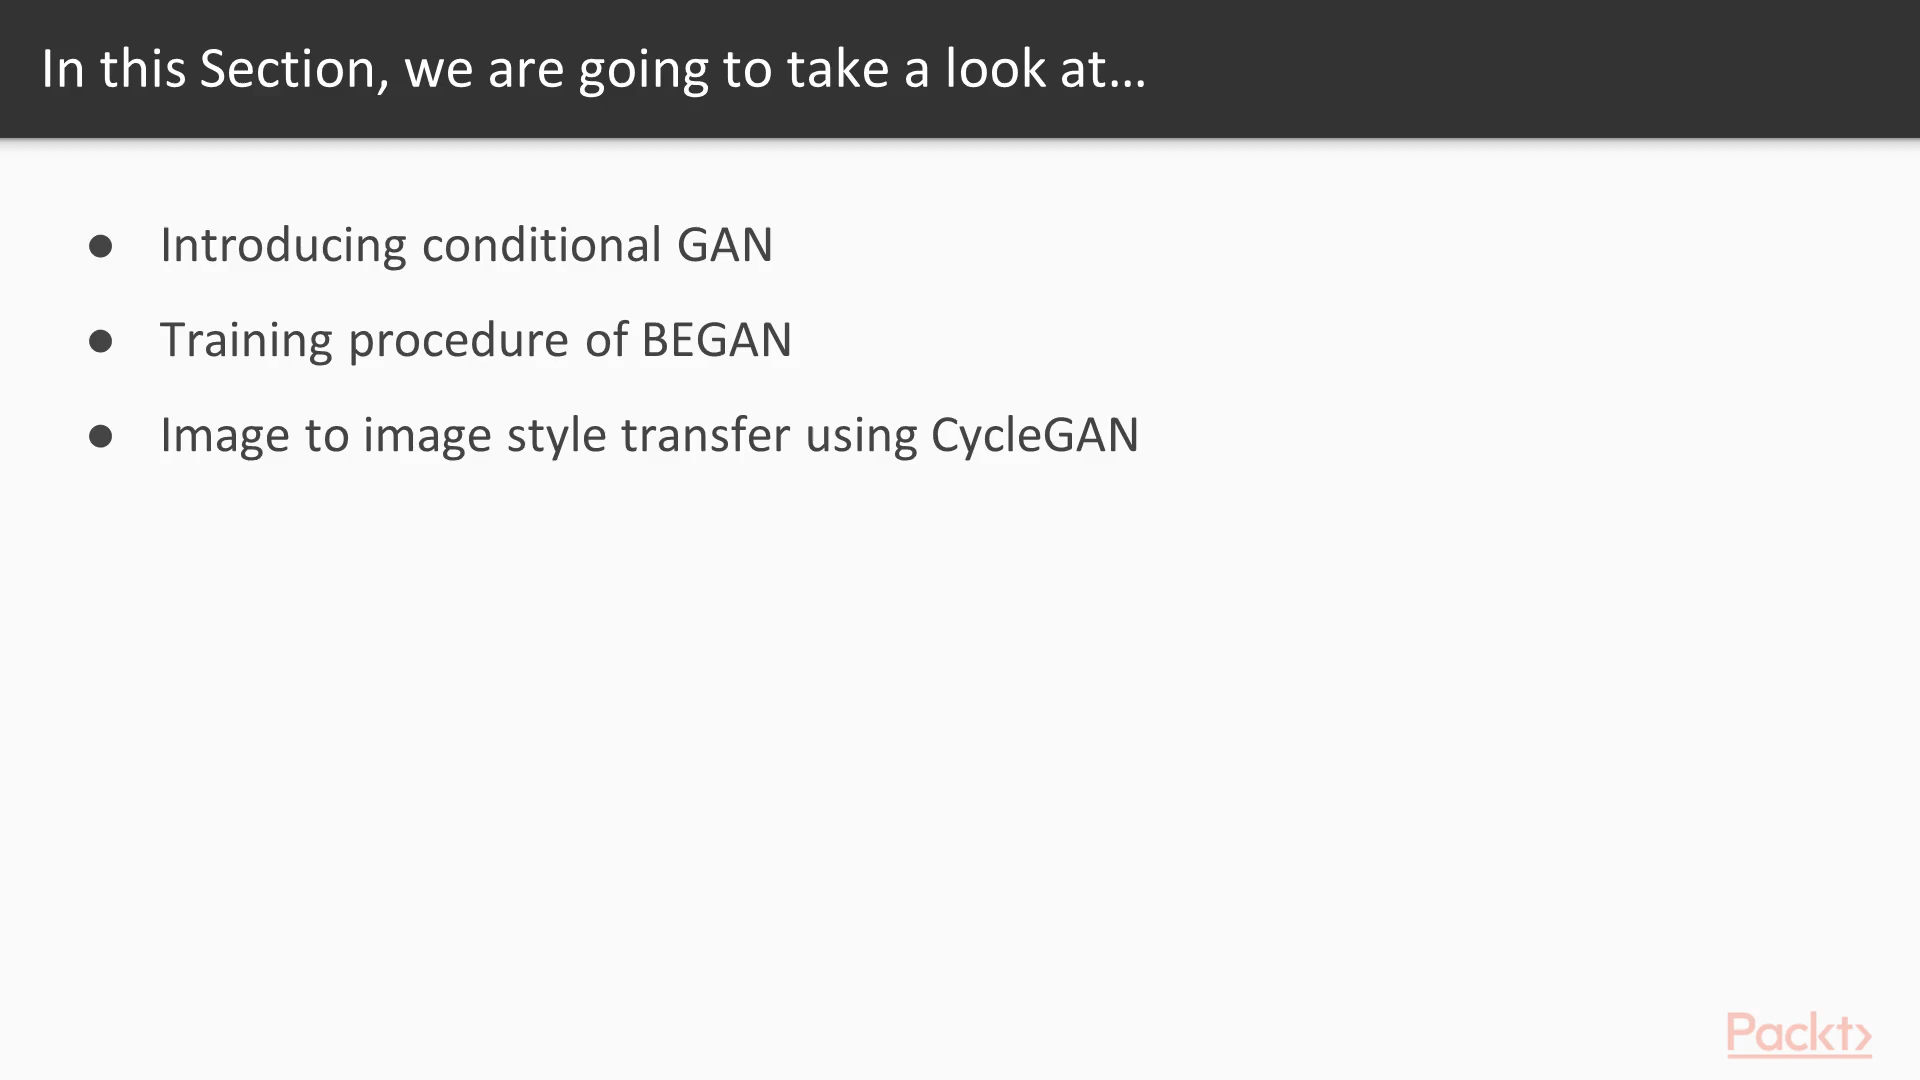 In this Section, we are going to take a look at…
● Introducing conditional GAN
● Training procedure of BEGAN
● Image to image style transfer using CycleGAN
Packt>